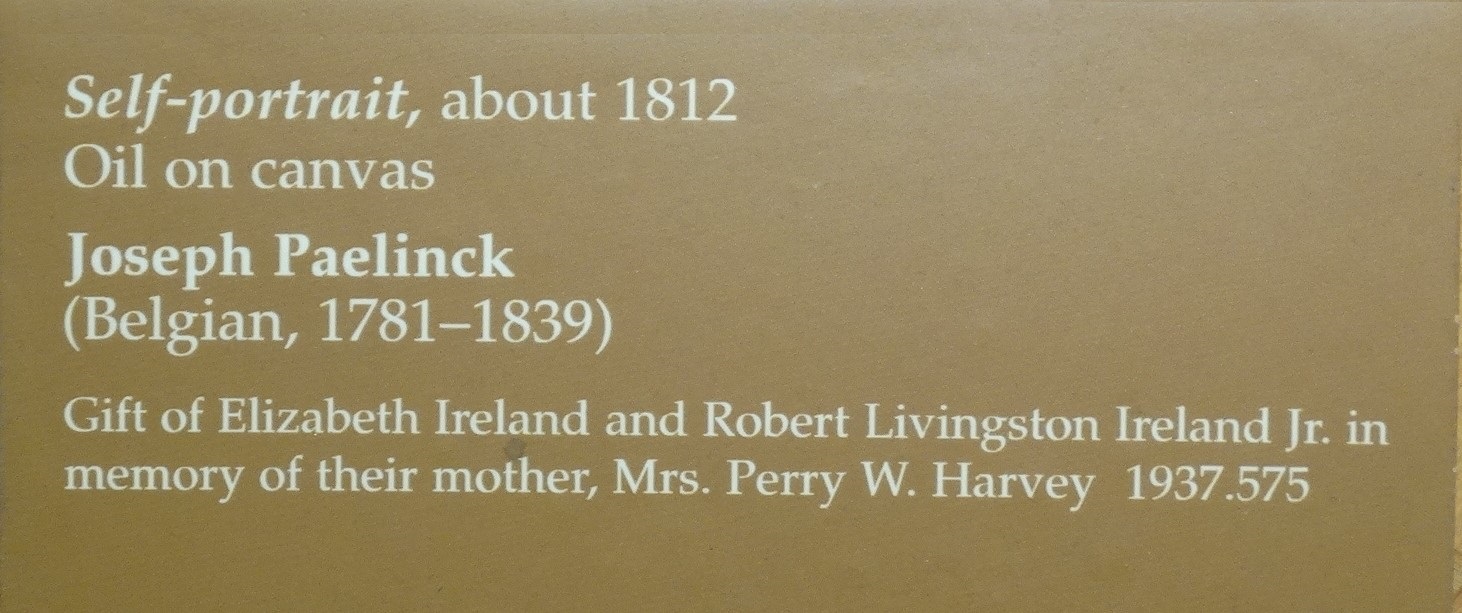 Self-portrait, about 1812
Oil on canvas
Joseph Paelinck
(Belgian, 1781–1839)
Gift of Elizabeth Ireland and Robert Livingston Ireland Jr. in
memory of their mother, Mrs. Perry W. Harvey 1937.575